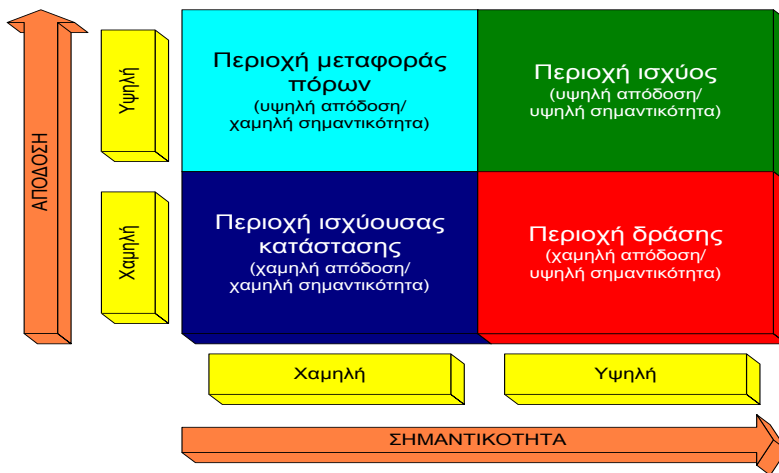 ΑΠΟΔΟΣΗ
Υψηλή
Χαμηλή
Περιοχή μεταφοράς
πόρων
(υψηλή απόδοση/
χαμηλή σημαντικότητα)
Περιοχή ισχύος
(υψηλή απόδοση/
υψηλή σημαντικότητα)
Περιοχή ισχύουσας
κατάστασης
(χαμηλή απόδοση/
χαμηλή σημαντικότητα)
Περιοχή δράσης
(χαμηλή απόδοση/
υψηλή σημαντικότητα)
Χαμηλή
Υψηλή
ΣΗΜΑΝΤΙΚΟΤΗΤΑ